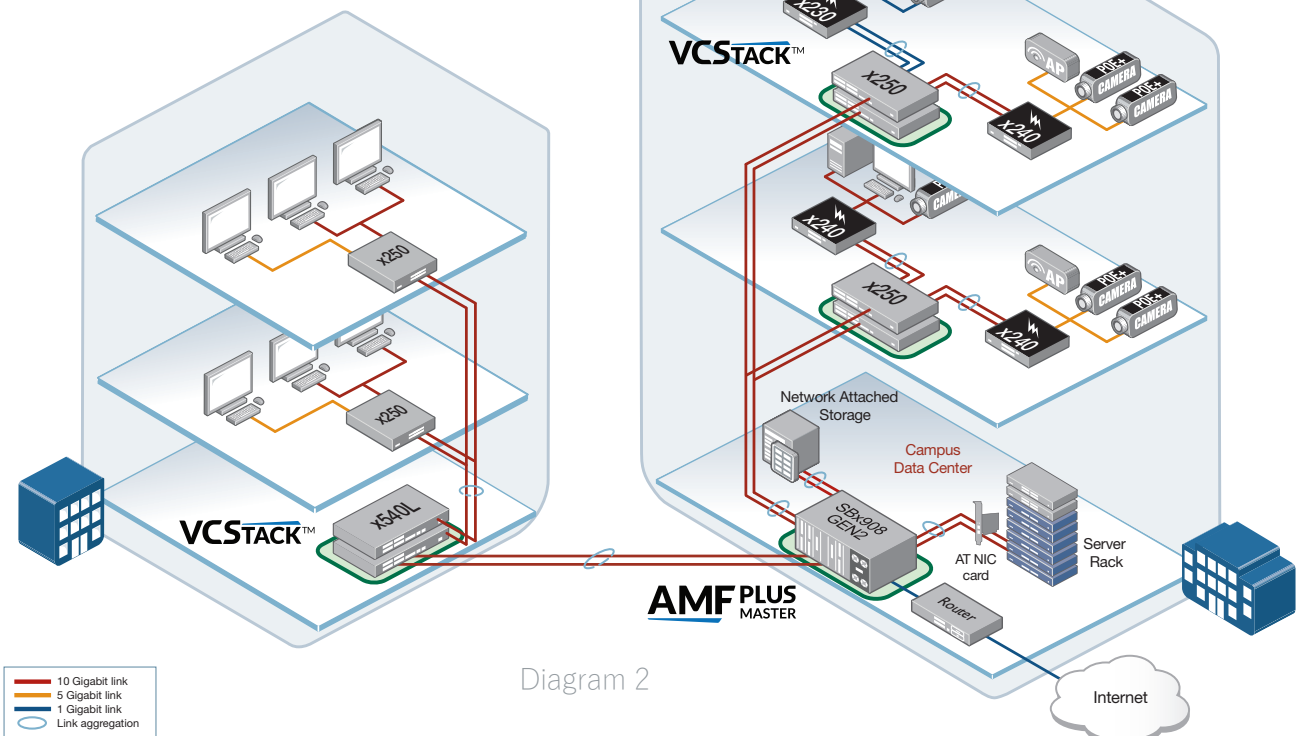 x230
VCSTACK™
x250
AP
POE+
CAMERA
POE+
CAMERA
x240
x250
x240
x250
AP
POE+
CAMERA
POE+
CAMERA
x240
x250
Network Attached
Storage
Campus
Data Center
SBx908
GEN2
x540L
VCSTACK™
AT NIC
card
Server
Rack
AMF PLUS
MASTER
Router
Internet
Diagram 2
10 Gigabit link
5 Gigabit link
1 Gigabit link
Link aggregation